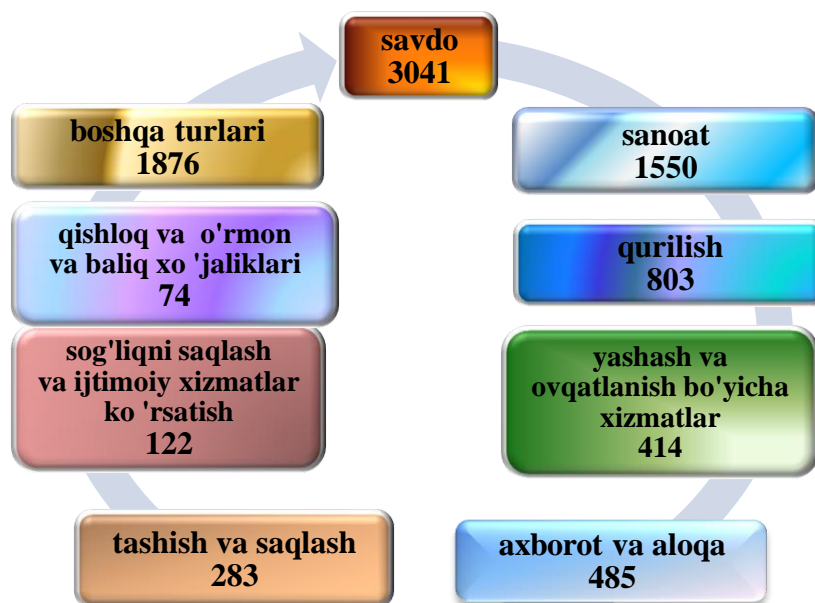 savdo
3041
sanoat
1550
qurilish
803
yashash va
ovqatlanish bo'yicha
xizmatlar
414
axborot va aloqa
485
tashish va saqlash
283
sog'liqni saqlash
va ijtimoiy xizmatlar
ko 'rsatish
122
qishloq va o'rmon
va baliq xo 'jaliklari
74
boshqa turlari
1876